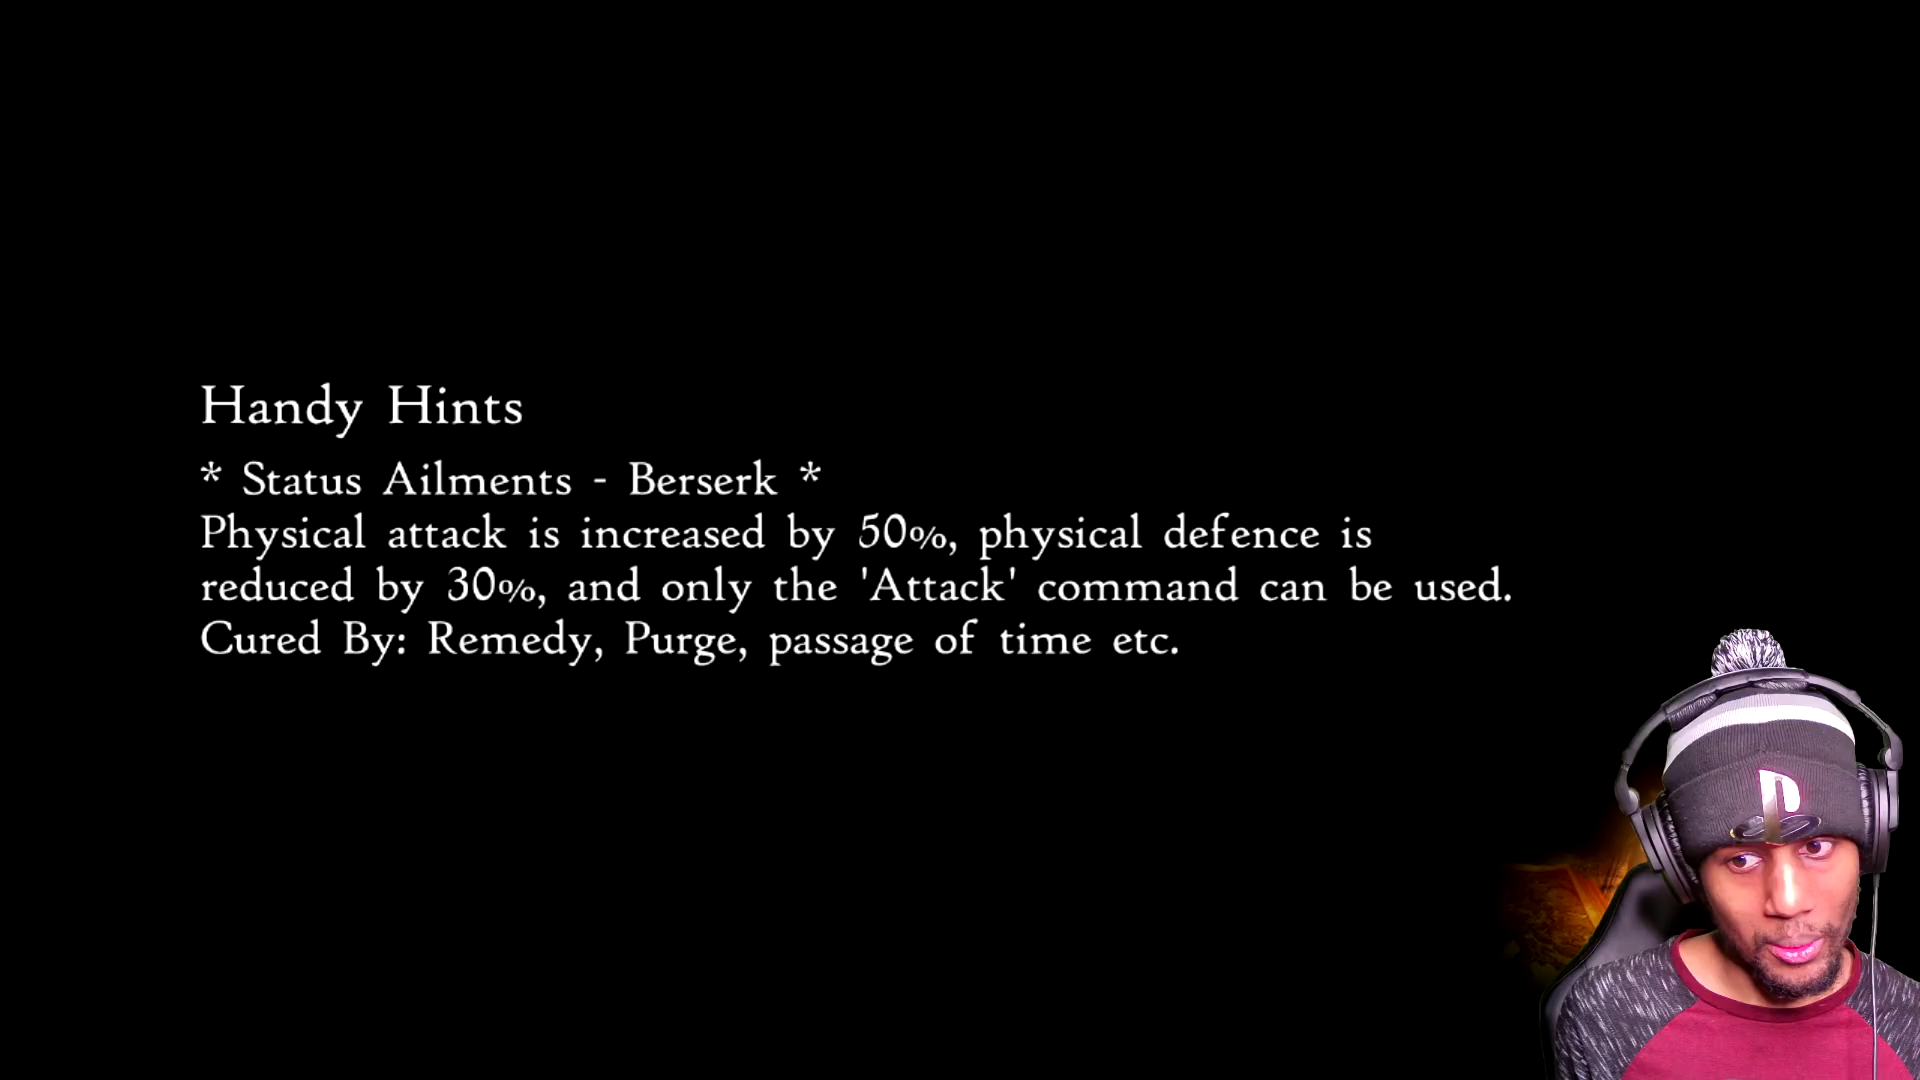 Handy Hints
* Status Ailments - Berserk *
Physical attack is increased by 50%, physical defence is
reduced by 30%, and only the 'Attack' command can be used.
Cured By: Remedy, Purge, passage of time etc.